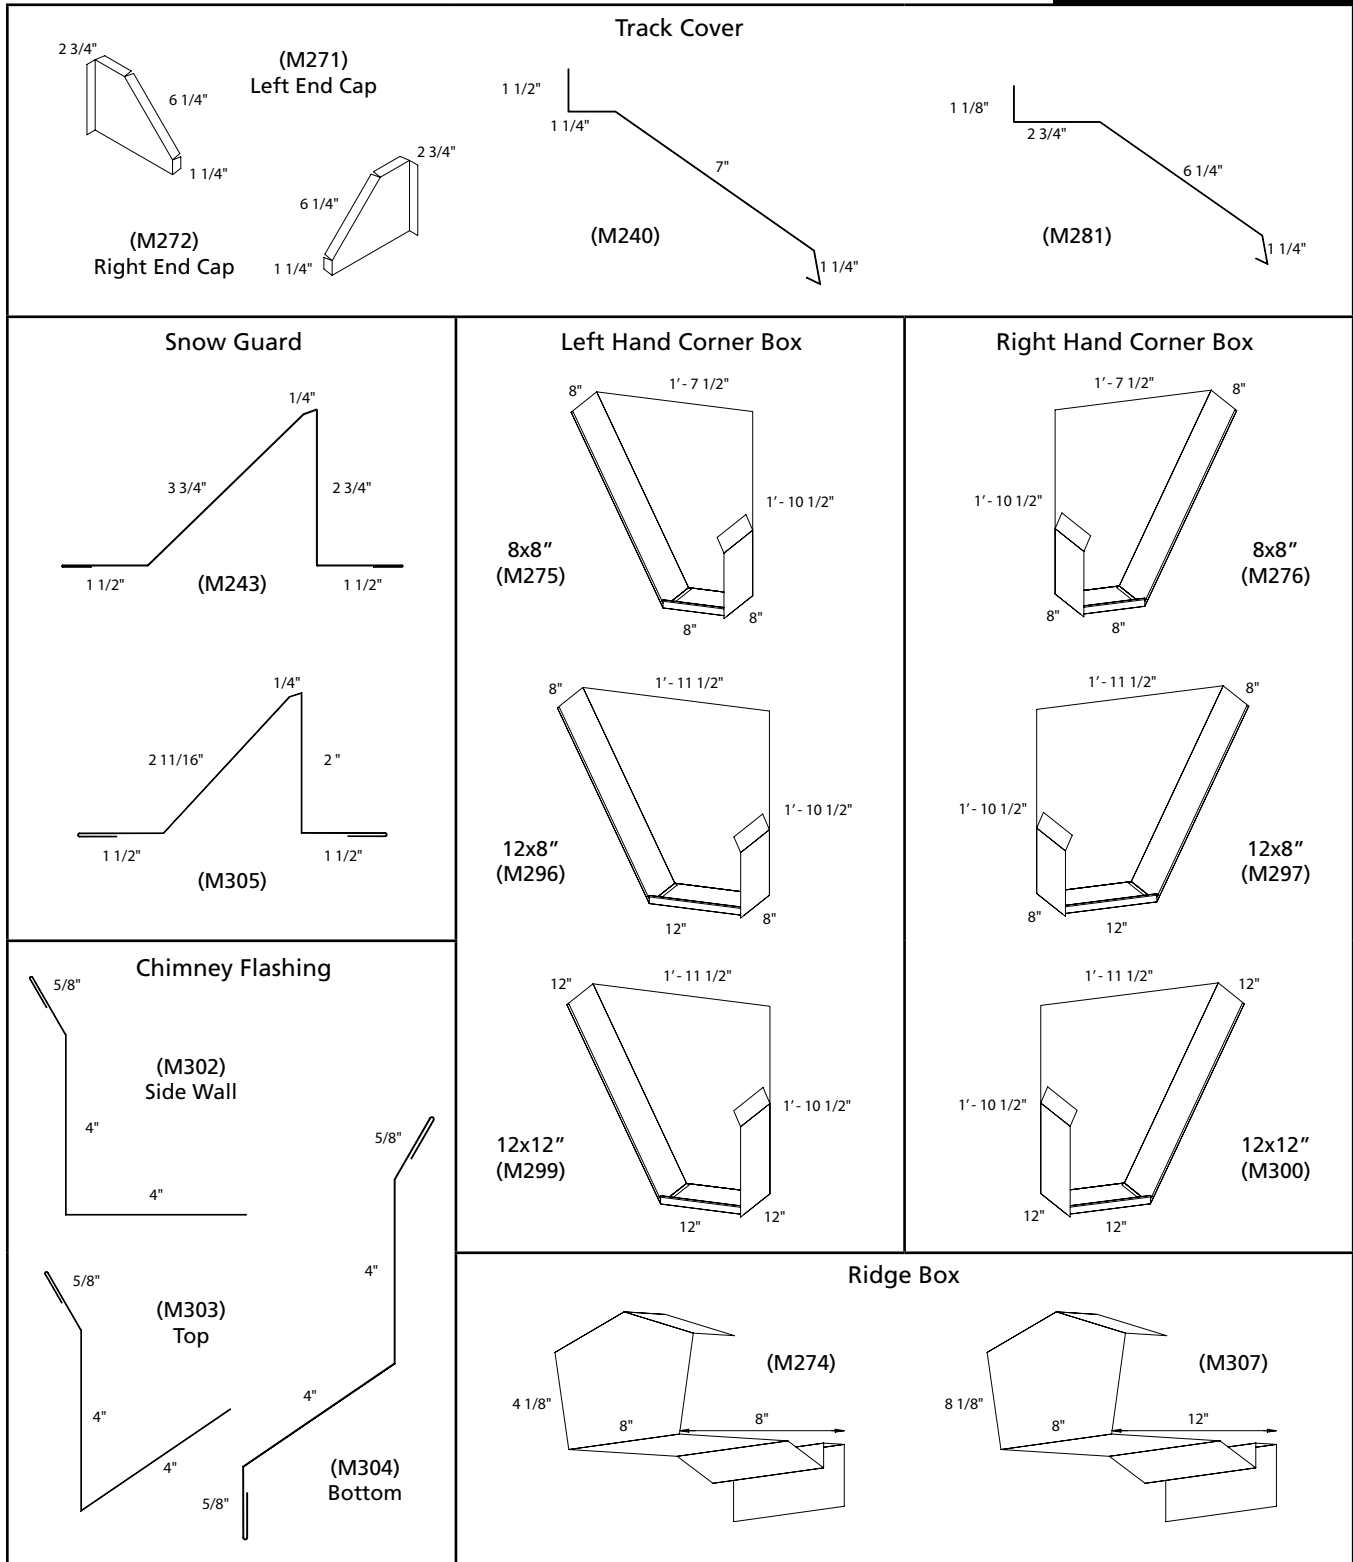 Track Cover
2 3/4"
(M271)
Left End Cap
6 1/4"
1 1/4"
(M272)
Right End Cap
2 3/4"
6 1/4"
1 1/4"
1 1/2"
1 1/4"
7"
(M240)
1 1/4"
1 1/8"
2 3/4"
6 1/4"
(M281)
1 1/4"
Snow Guard
1/4"
3 3/4"
2 3/4"
1 1/2"
(M243)
1 1/2"
1/4"
2 11/16"
2 "
1 1/2"
1 1/2"
(M305)
Left Hand Corner Box
8"
1' - 7 1/2"
1' - 10 1/2"
8x8"
(M275)
8"
8"
8"
1' - 11 1/2"
1' - 10 1/2"
12x8"
(M296)
8"
12"
12"
1' - 11 1/2"
1' - 10 1/2"
12x12"
(M299)
12"
12"
Right Hand Corner Box
1' - 7 1/2"
8"
1' - 10 1/2"
8x8"
(M276)
8"
8"
1' - 11 1/2"
8"
1' - 10 1/2"
12x8"
(M297)
8"
12"
1' - 11 1/2"
12"
1' - 10 1/2"
12x12"
(M300)
12"
12"
Chimney Flashing
5/8"
(M302)
Side Wall
4"
4"
5/8"
(M303)
Top
4"
4"
5/8"
4"
4"
(M304)
Bottom
5/8"
Ridge Box
(M274)
4 1/8"
8"
8"
(M307)
8 1/8"
8"
12"